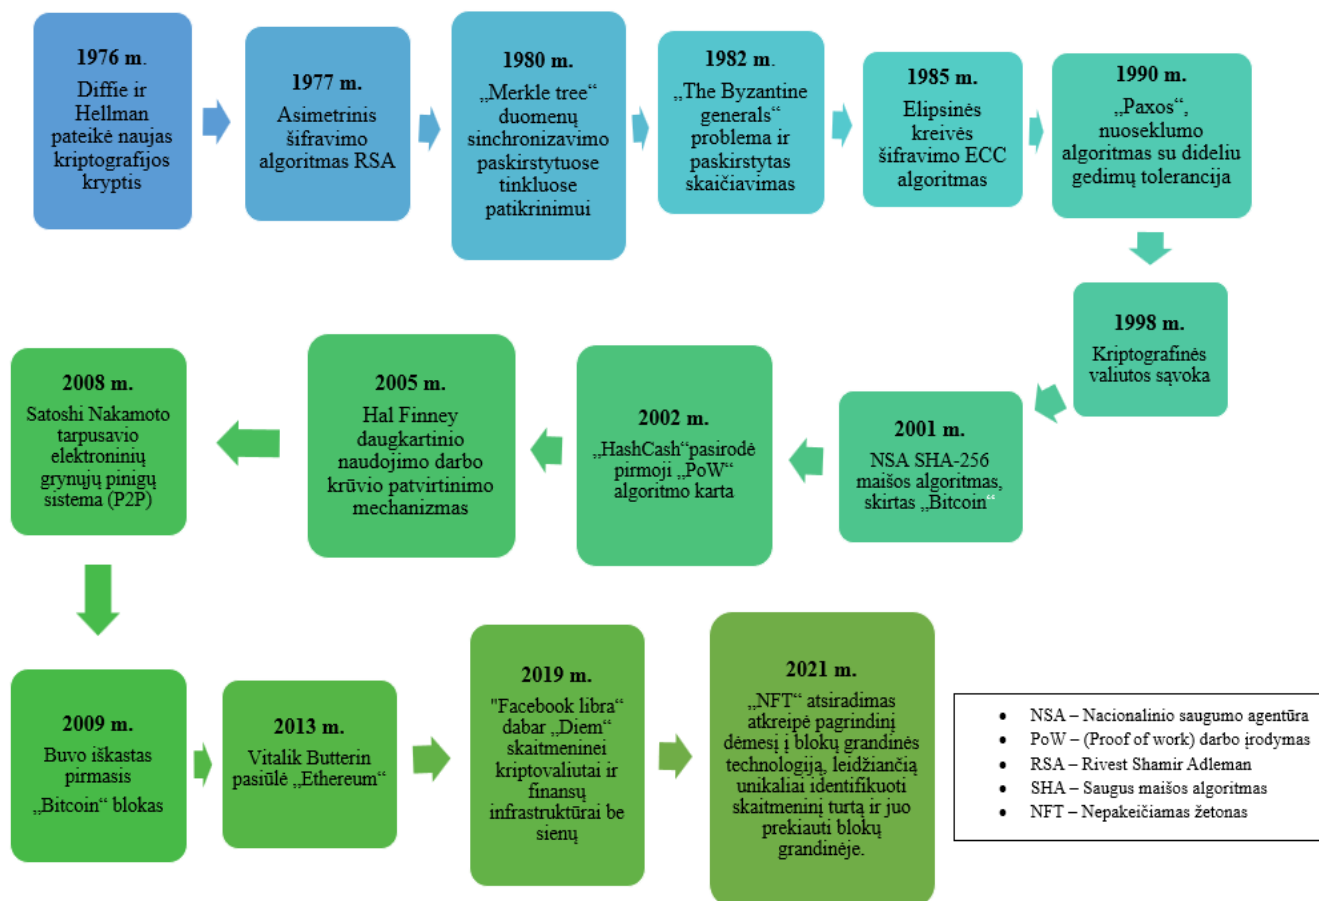 1976 m.
Diffie ir
Hellman
pateikė naujas
kriptografijos
kryptis
1977 m.
Asimetrinis
šifravimo
algoritmas RSA
1980 m.
„Merkle tree“
duomenų
sinchronizavimo
paskirstytuose
tinkluose
patikrinimui
1982 m.
„The Byzantine
generals“
problema ir
paskirstytas
skaičiavimas
1985 m.
Elipsinės
kreivės
šifravimo ECC
algoritmas
1990 m.
„Paxos“,
nuoseklumo
algoritmas su dideliu
gedimų tolerancija
1998 m.
Kriptografinės
valiutos sąvoka
2001 m.
NSA SHA-256
maišos algoritmas,
skirtas „Bitcoin“
2002 m.
„HashCash“pasirodė
pirmoji „PoW“
algoritmo karta
2005 m.
Hal Finney
daugkartinio
naudojimo darbo
krūvio patvirtinimo
mechanizmas
2008 m.
Satoshi Nakamoto
tarpusavio
elektroninių
grynųjų pinigų
sistema (P2P)
2009 m.
Buvo iškastas
pirmasis
„Bitcoin“ blokas
2013 m.
Vitalik Butterin
pasiūlė „Ethereum“
2019 m.
"Facebook libra“
dabar „Diem“
skaitmeninei
kriptovaliutai ir
finansų
infrastruktūrai be
sienų
2021 m.
„NFT“ atsiradimas
atkreipė pagrindinį
dėmesį į blokų grandinės
technologiją, leidžiančią
unikaliai identifikuoti
skaitmeninį turtą ir juo
prekiauti blokų
grandinėje.
• NSA – Nacionalinio saugumo agentūra
• PoW – (Proof of work) darbo įrodymas
• RSA – Rivest Shamir Adleman
• SHA – Saugus maišos algoritmas
• NFT – Nepakeičiamas žetonas